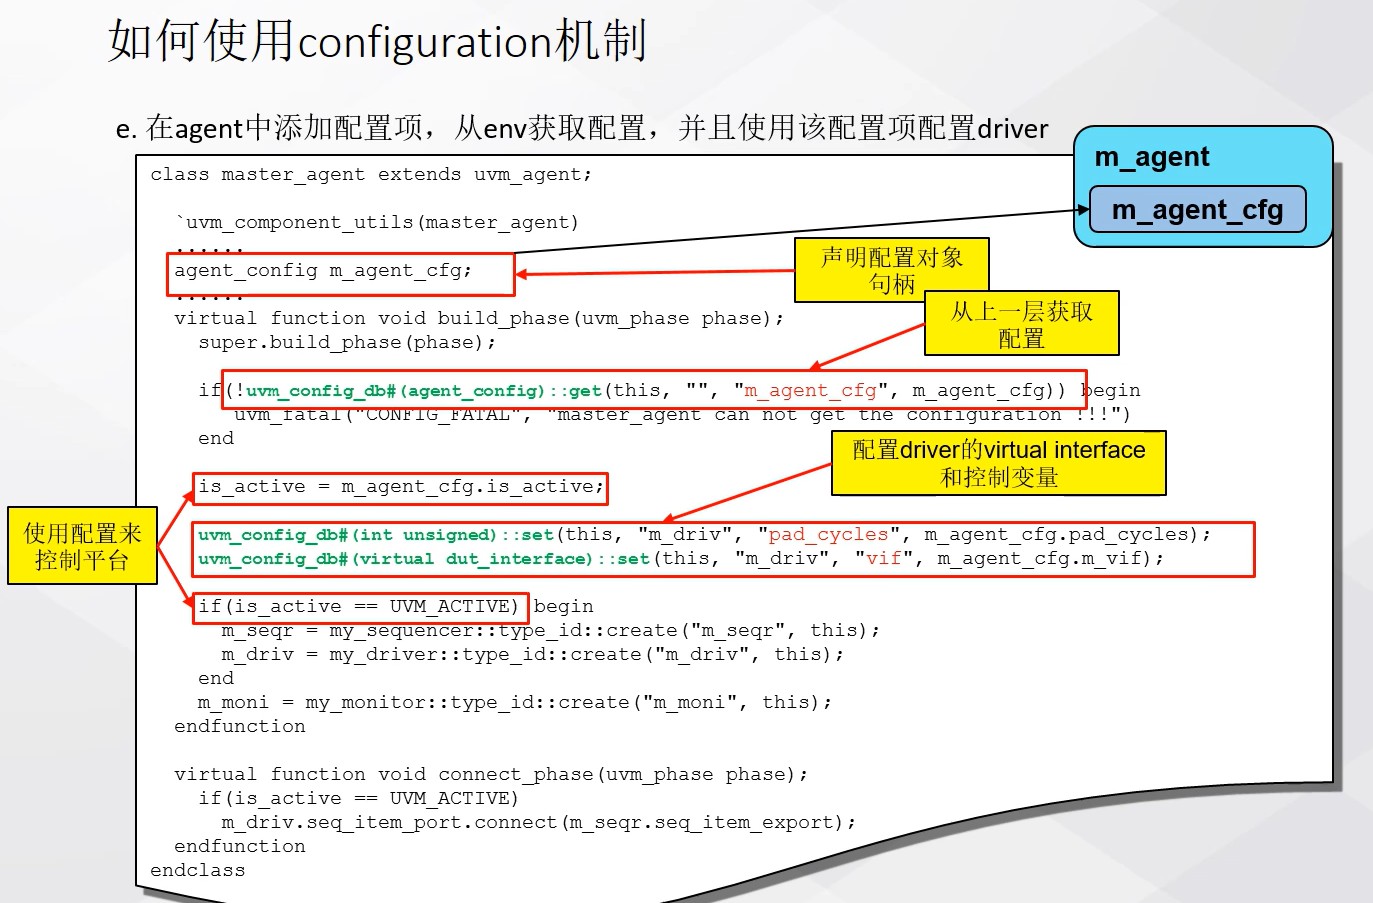 如何使用configuration机制
e. 在agent中添加配置项，从env获取配置，并且使用该配置项配置driver
m_agent
m_agent_cfg
class master_agent extends uvm_agent;
`uvm_component_utils(master_agent)
......
agent_config m_agent_cfg;
......
声明配置对象
句柄
virtual function void build_phase(uvm_phase phase);
super.build_phase(phase);
从上一层获取
配置
if(!uvm_config_db#(agent_config)::get(this, "", "m_agent_cfg", m_agent_cfg)) begin
`uvm_fatal("CONFIG_FATAL", "master_agent can not get the configuration !!!")
end
配置driver的virtual interface
和控制变量
is_active = m_agent_cfg.is_active;
使用配置来
控制平台
uvm_config_db#(int unsigned)::set(this, "m_driv", "pad_cycles", m_agent_cfg.pad_cycles);
uvm_config_db#(virtual dut_interface)::set(this, "m_driv", "vif", m_agent_cfg.m_vif);
if(is_active == UVM_ACTIVE) begin
m_seqr = my_sequencer::type_id::create("m_seqr", this);
m_driv = my_driver::type_id::create("m_driv", this);
end
m_moni = my_monitor::type_id::create("m_moni", this);
endfunction
virtual function void connect_phase(uvm_phase phase);
if(is_active == UVM_ACTIVE)
m_driv.seq_item_port.connect(m_seqr.seq_item_export);
endfunction
endclass